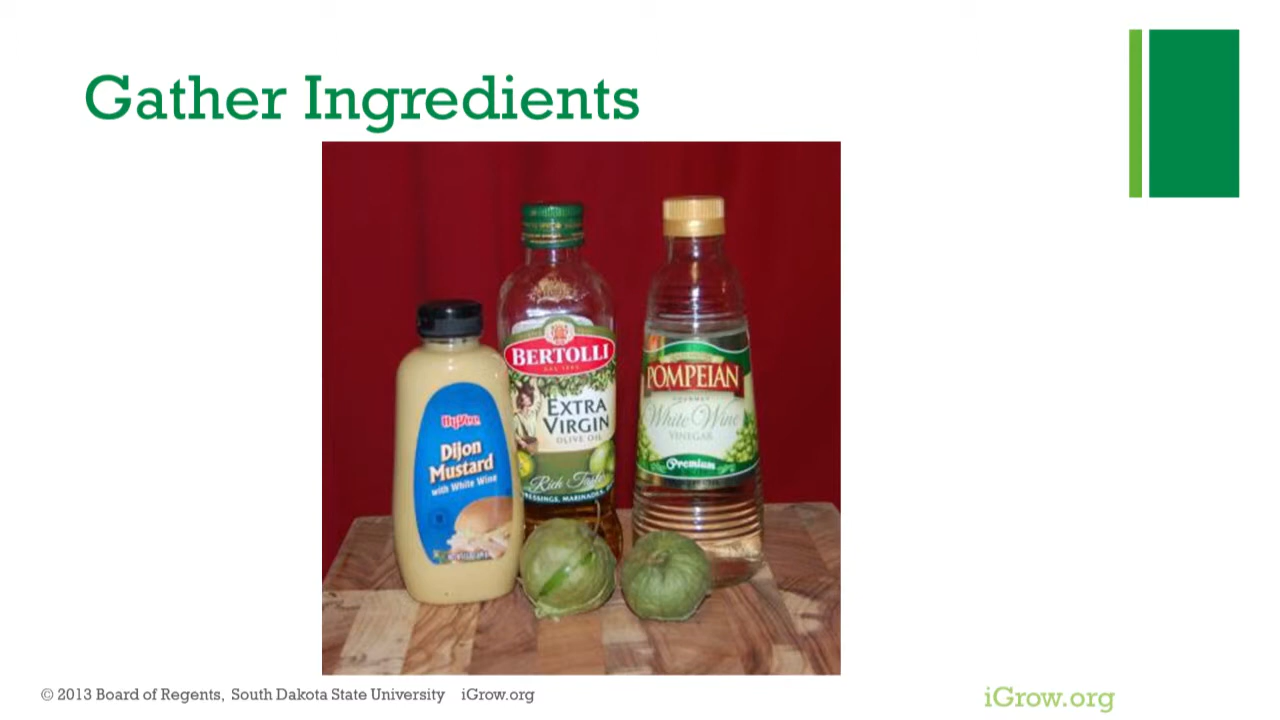 Gather Ingredients
BERTOLLI
EXTRA
VIRGIN
OLIVE OIL
Rich Taste
POMPEIAN
GOURMET
White Wine
VINEGAR
Premium
HyVee
Dijon
Mustard
with White Wine
© 2013 Board of Regents, South Dakota State University iGrow.org
iGrow.org